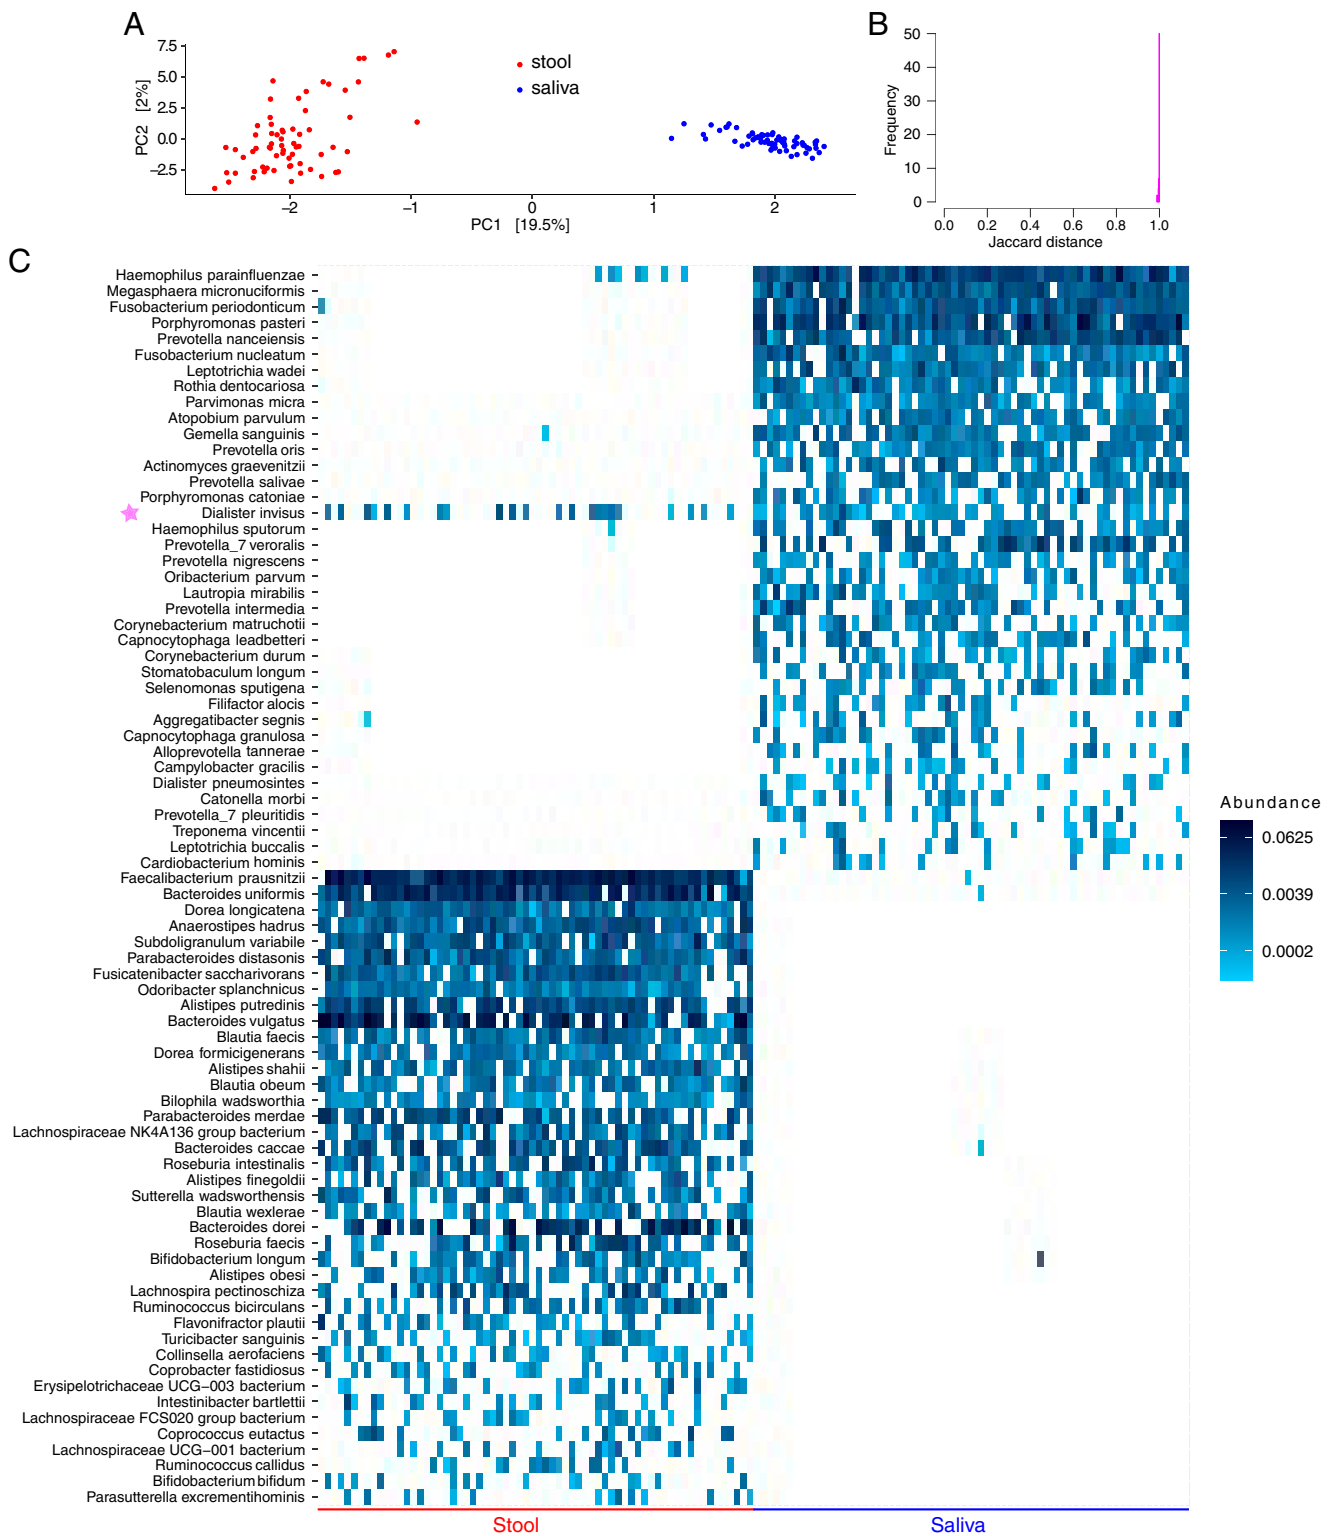 A
7.5
5.0
2.5
0.0
−2.5
PC2 [2%]
−2
−1
0
1
2
PC1 [19.5%]
stool
saliva
B
50
40
30
20
10
0
Frequency
0.0
0.2
0.4
0.6
0.8
1.0
Jaccard distance
C
Haemophilus parainfluenzae
Megasphaera micronuciformis
Fusobacterium periodonticum
Porphyromonas pasteri
Prevotella nanceiensis
Fusobacterium nucleatum
Leptotrichia wadei
Rothia dentocariosa
Parvimonas micra
Atopobium parvulum
Gemella sanguinis
Prevotella oris
Actinomyces graevenitzii
Prevotella salivae
Porphyromonas catoniae
Dialister invisus
Haemophilus sputorum
Prevotella_7 veroralis
Prevotella nigrescens
Oribacterium parvum
Lautropia mirabilis
Prevotella intermedia
Corynebacterium matruchotii
Capnocytophaga leadbetteri
Corynebacterium durum
Stomatobaculum longum
Selenomonas sputigena
Filifactor alocis
Aggregatibacter segnis
Capnocytophaga granulosa
Alloprevotella tannerae
Campylobacter gracilis
Dialister pneumosintes
Catonella morbi
Prevotella_7 pleuritidis
Treponema vincentii
Leptotrichia buccalis
Cardiobacterium hominis
Faecalibacterium prausnitzii
Bacteroides uniformis
Dorea longicatena
Anaerostipes hadrus
Subdoligranulum variabile
Parabacteroides distasonis
Fusicatenibacter saccharivorans
Odoribacter splanchnicus
Alistipes putredinis
Bacteroides vulgatus
Blautia faecis
Dorea formicigenerans
Alistipes shahii
Blautia obeum
Bilophila wadsworthia
Parabacteroides merdae
Lachnospiraceae NK4A136 group bacterium
Bacteroides caccae
Roseburia intestinalis
Alistipes finegoldii
Sutterella wadsworthensis
Blautia wexlerae
Bacteroides dorei
Roseburia faecis
Bifidobacterium longum
Alistipes obesi
Lachnospira pectinoschiza
Ruminococcus bicirculans
Flavonifractor plautii
Turicibacter sanguinis
Collinsella aerofaciens
Coprobacter fastidiosus
Erysipelotrichaceae UCG−003 bacterium
Intestinibacter bartlettii
Lachnospiraceae FCS020 group bacterium
Coprococcus eutactus
Lachnospiraceae UCG−001 bacterium
Ruminococcus callidus
Bifidobacterium bifidum
Parasutterella excrementihominis
Stool
Saliva
Abundance
0.0625
0.0039
0.0002